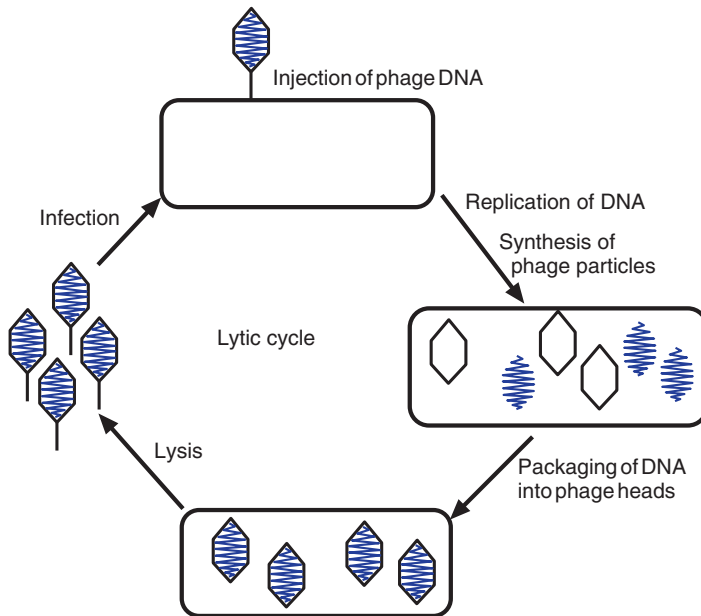 Injection of phage DNA
Replication of DNA
Infection
Synthesis of
phage particles
Lytic cycle
Lysis
Packaging of DNA
into phage heads